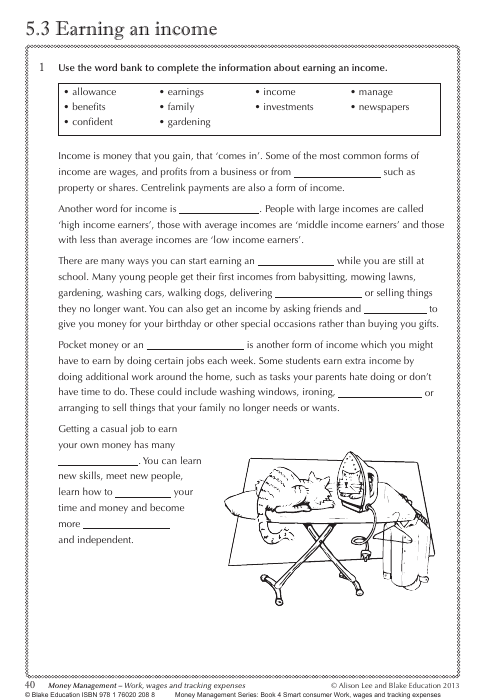 5.3 Earning an income
1 Use the word bank to complete the information about earning an income.
• allowance • earnings • income • manage
• benefits • family • investments • newspapers
• confident • gardening
Income is money that you gain, that ‘comes in’. Some of the most common forms of
income are wages, and profits from a business or from ________________ such as
property or shares. Centrelink payments are also a form of income.
Another word for income is ________________. People with large incomes are called
‘high income earners’, those with average incomes are ‘middle income earners’ and those
with less than average incomes are ‘low income earners’.
There are many ways you can start earning an ________________ while you are still at
school. Many young people get their first incomes from babysitting, mowing lawns,
gardening, washing cars, walking dogs, delivering ________________ or selling things
they no longer want. You can also get an income by asking friends and ____________ to
give you money for your birthday or other special occasions rather than buying you gifts.
Pocket money or an ________________ is another form of income which you might
have to earn by doing certain jobs each week. Some students earn extra income by
doing additional work around the home, such as tasks your parents hate doing or don’t
have time to do. These could include washing windows, ironing, ________________ or
arranging to sell things that your family no longer needs or wants.
Getting a casual job to earn
your own money has many
________________. You can learn
new skills, meet new people,
learn how to ____________ your
time and money and become
more ________________
and independent.
40 Money Management – Work, wages and tracking expenses © Alison Lee and Blake Education 2013
© Blake Education ISBN 978 1 76020 208 8 Money Management Series: Book 4 Smart consumer Work, wages and tracking expenses